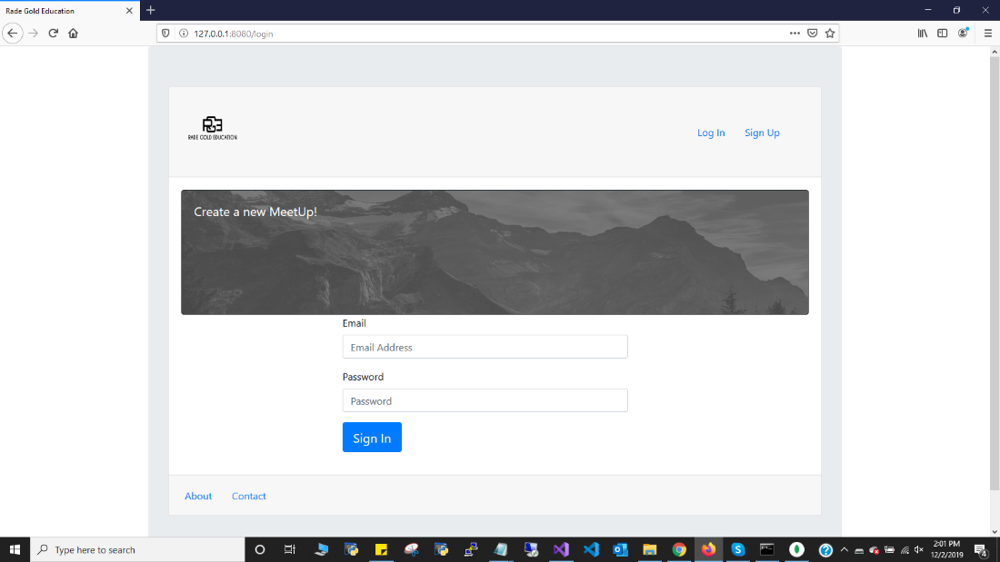 Rade Gold Education
127.0.0.1:8080/login
RADE GOLD EDUCATION
Log In
Sign Up
Create a new MeetUp!
Email
Email Address
Password
Password
Sign In
About
Contact
Type here to search
2:01 PM
12/2/2019
4